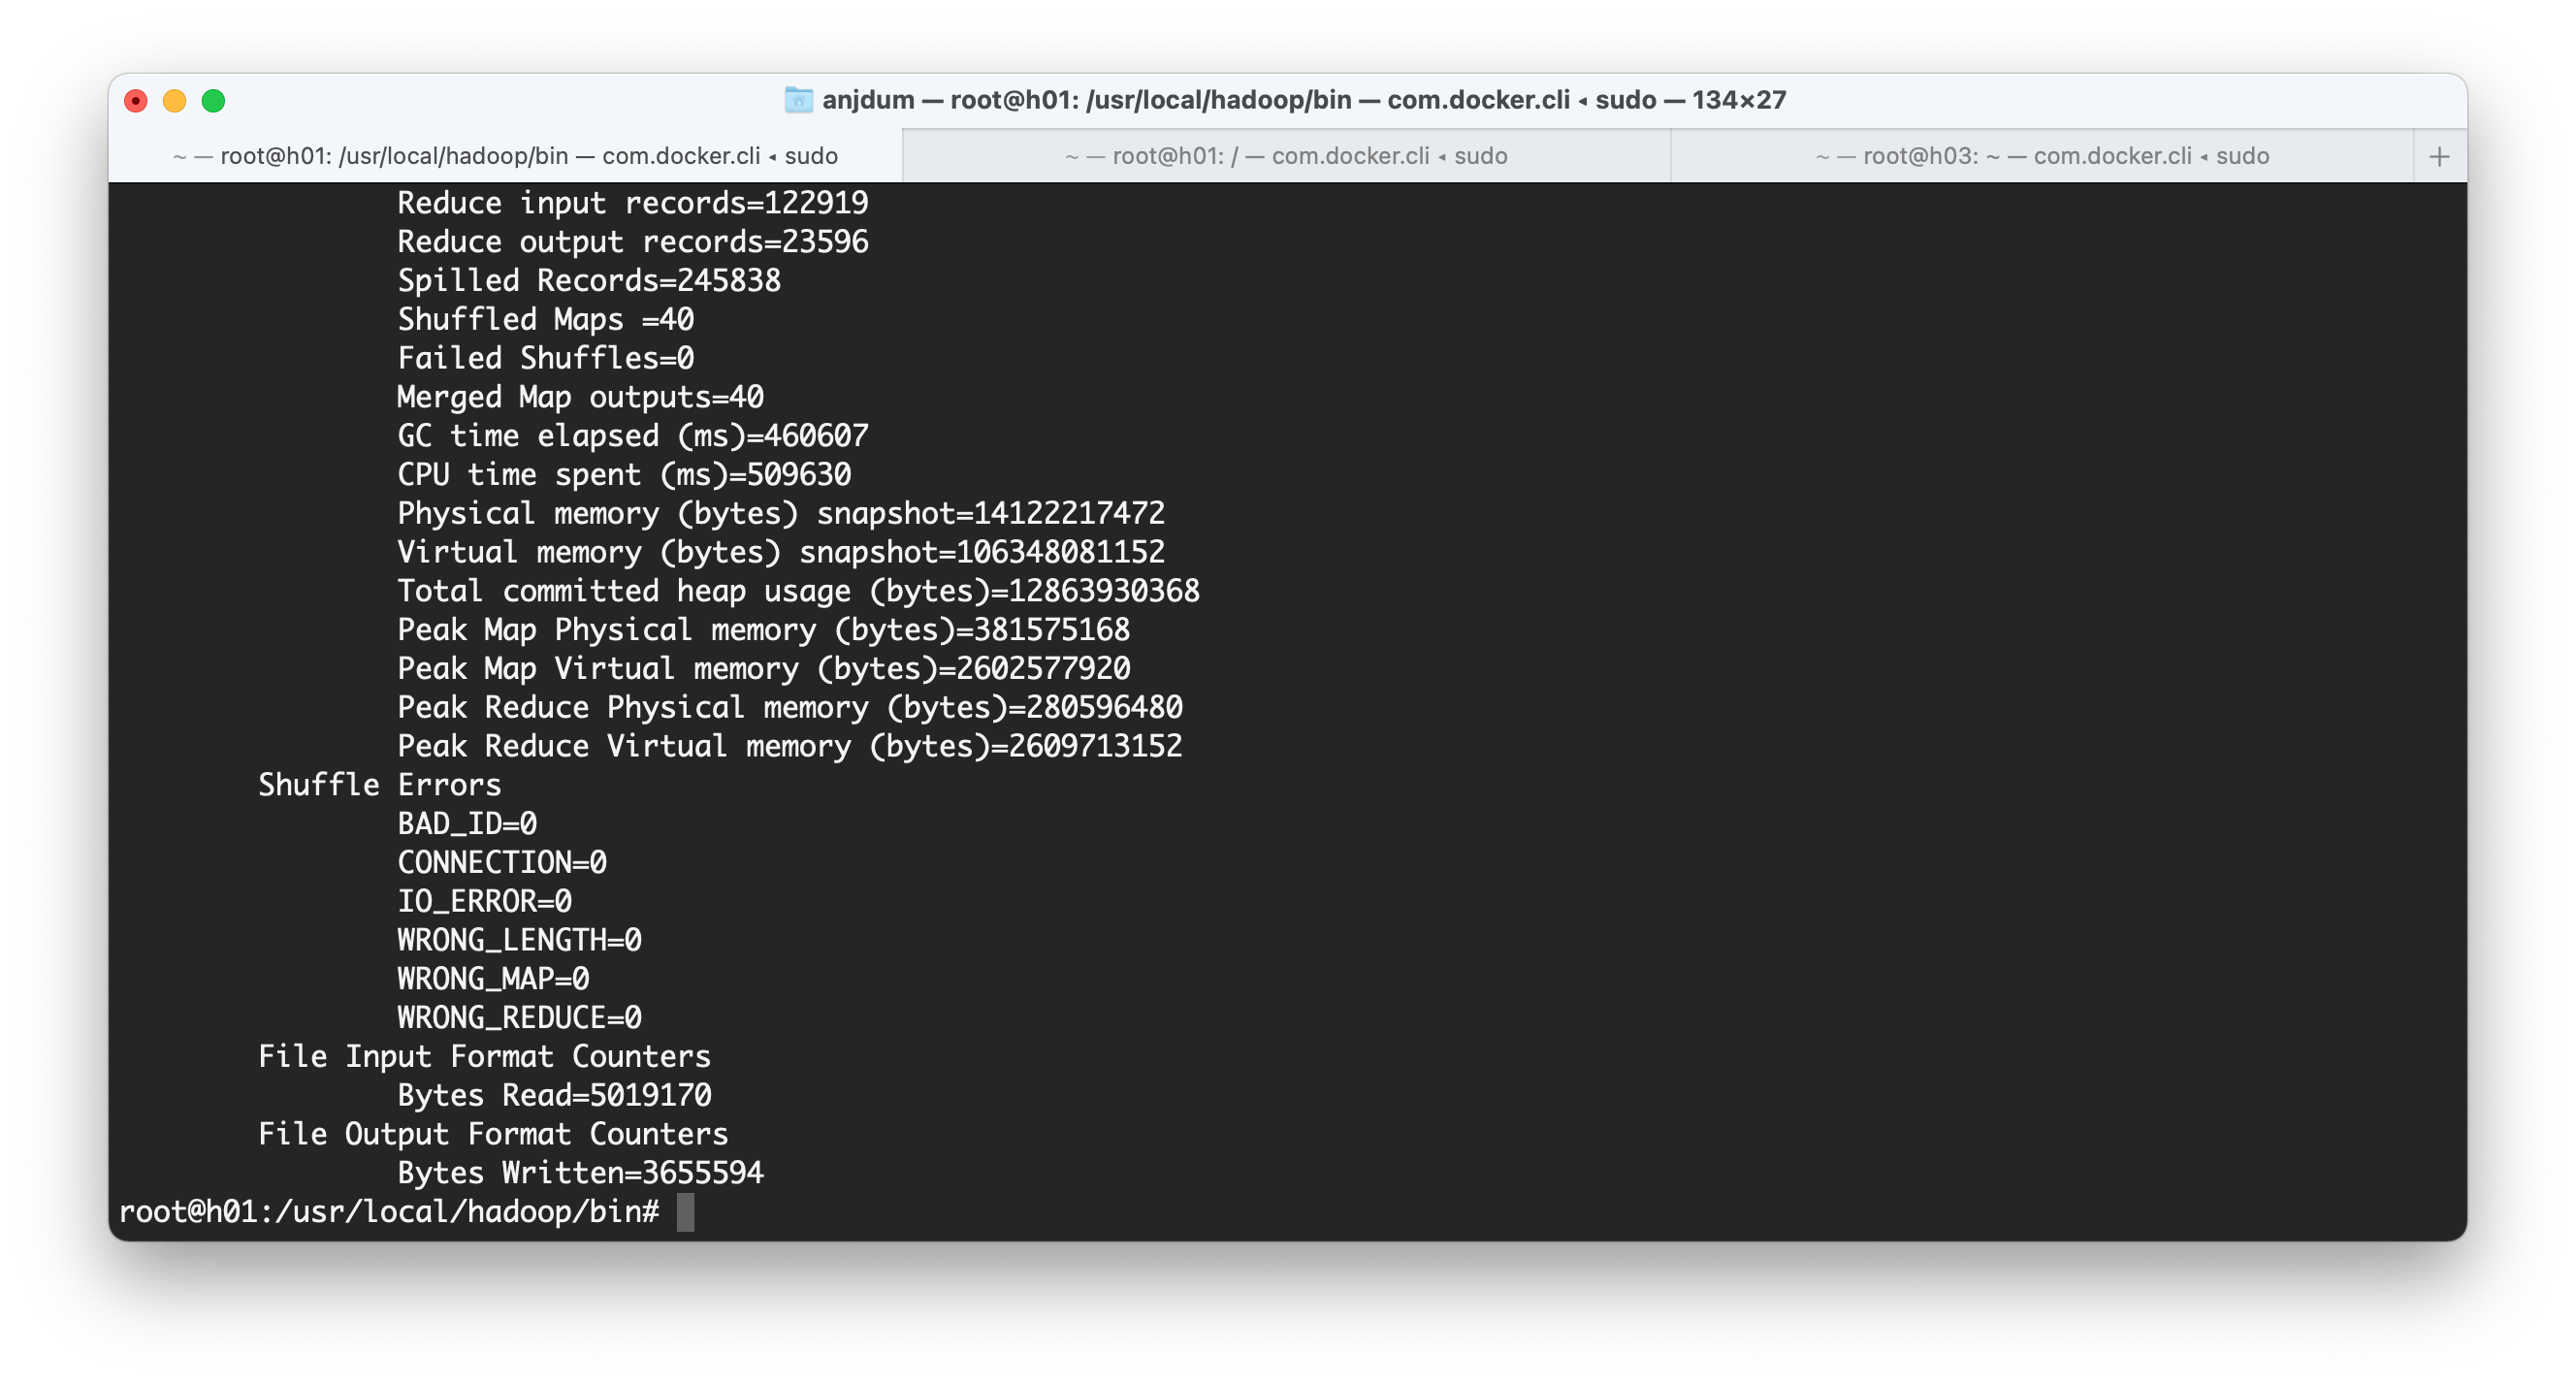 anjdum — root@h01: /usr/local/hadoop/bin — com.docker.cli ◂ sudo — 134×27
~ — root@h01: /usr/local/hadoop/bin — com.docker.cli ◂ sudo
~ — root@h01: / — com.docker.cli ◂ sudo
~ — root@h03: ~ — com.docker.cli ◂ sudo
+
Reduce input records=122919
Reduce output records=23596
Spilled Records=245838
Shuffled Maps =40
Failed Shuffles=0
Merged Map outputs=40
GC time elapsed (ms)=460607
CPU time spent (ms)=509630
Physical memory (bytes) snapshot=14122217472
Virtual memory (bytes) snapshot=106348081152
Total committed heap usage (bytes)=12863930368
Peak Map Physical memory (bytes)=381575168
Peak Map Virtual memory (bytes)=2602577920
Peak Reduce Physical memory (bytes)=280596480
Peak Reduce Virtual memory (bytes)=2609713152
Shuffle Errors
BAD_ID=0
CONNECTION=0
IO_ERROR=0
WRONG_LENGTH=0
WRONG_MAP=0
WRONG_REDUCE=0
File Input Format Counters
Bytes Read=5019170
File Output Format Counters
Bytes Written=3655594
root@h01:/usr/local/hadoop/bin#